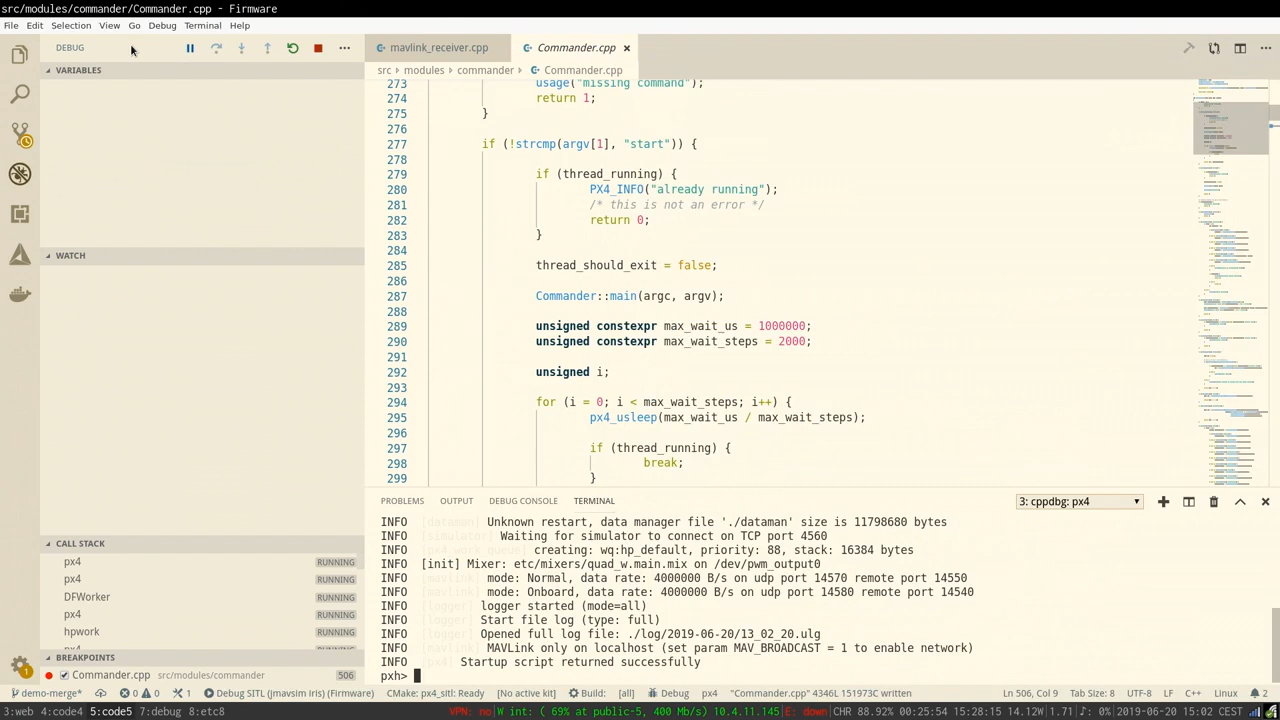 src/modules/commander/Commander.cpp - Firmware
File Edit Selection View Go Debug Terminal Help
DEBUG
mavlink_receiver.cpp
Commander.cpp ×
VARIABLES
src > modules > commander > Commander.cpp
273 usage("missing command");
274 return 1;
275 }
276
277 if (!strcmp(argv[1], "start")) {
278
279 if (thread_running) {
280 PX4_INFO("already running");
281 /* this is not an error */
282 return 0;
283 }
284
285 thread_should_exit = false;
286
287 Commander::main(argc, argv);
288
289 unsigned constexpr max_wait_us = 1000000;
290 unsigned constexpr max_wait_steps = 2000;
291
292 unsigned i;
293
294 for (i = 0; i < max_wait_steps; i++) {
295 px4_usleep(max_wait_us / max_wait_steps);
296
297 if (thread_running) {
298 break;
299 }
WATCH
CALL STACK
px4 RUNNING
px4 RUNNING
DFWorker RUNNING
px4 RUNNING
hpwork RUNNING
BREAKPOINTS
Commander.cpp src/modules/commander 506
PROBLEMS OUTPUT DEBUG CONSOLE TERMINAL
3: cppdbg: px4
INFO [dataman] Unknown restart, data manager file './dataman' size is 11798680 bytes
INFO [simulator] Waiting for simulator to connect on TCP port 4560
INFO [px4_work_queue] creating: wq:hp_default, priority: 88, stack: 16384 bytes
INFO [init] Mixer: etc/mixers/quad_w.main.mix on /dev/pwm_output0
INFO [mavlink] mode: Normal, data rate: 4000000 B/s on udp port 14570 remote port 14550
INFO [mavlink] mode: Onboard, data rate: 4000000 B/s on udp port 14580 remote port 14540
INFO [logger] logger started (mode=all)
INFO [logger] Start file log (type: full)
INFO [logger] Opened full log file: ./log/2019-06-20/13_02_20.ulg
INFO [mavlink] MAVLink only on localhost (set param MAV_BROADCAST = 1 to enable network)
INFO [px4] Startup script returned successfully
pxh>
1
demo-merge* 0 0 1 Debug SITL (jmavsim iris) (Firmware) CMake: px4_sitl: Ready [No active kit] Build: [all] Debug px4 "Commander.cpp" 4346L 151973C written Ln 506, Col 9 Tab Size: 8 UTF-8 LF C++ Linux 2
3:web 4:code4 5:code5 7:debug 8:etc8 VPN: no|W int: ( 69% at public-5, 400 Mb/s) 10.4.11.145|E: down|CHR 88.92% 05:25:54 15:28:15 14.12W|1.71|♪: 0%|2019-06-20 15:02 CEST